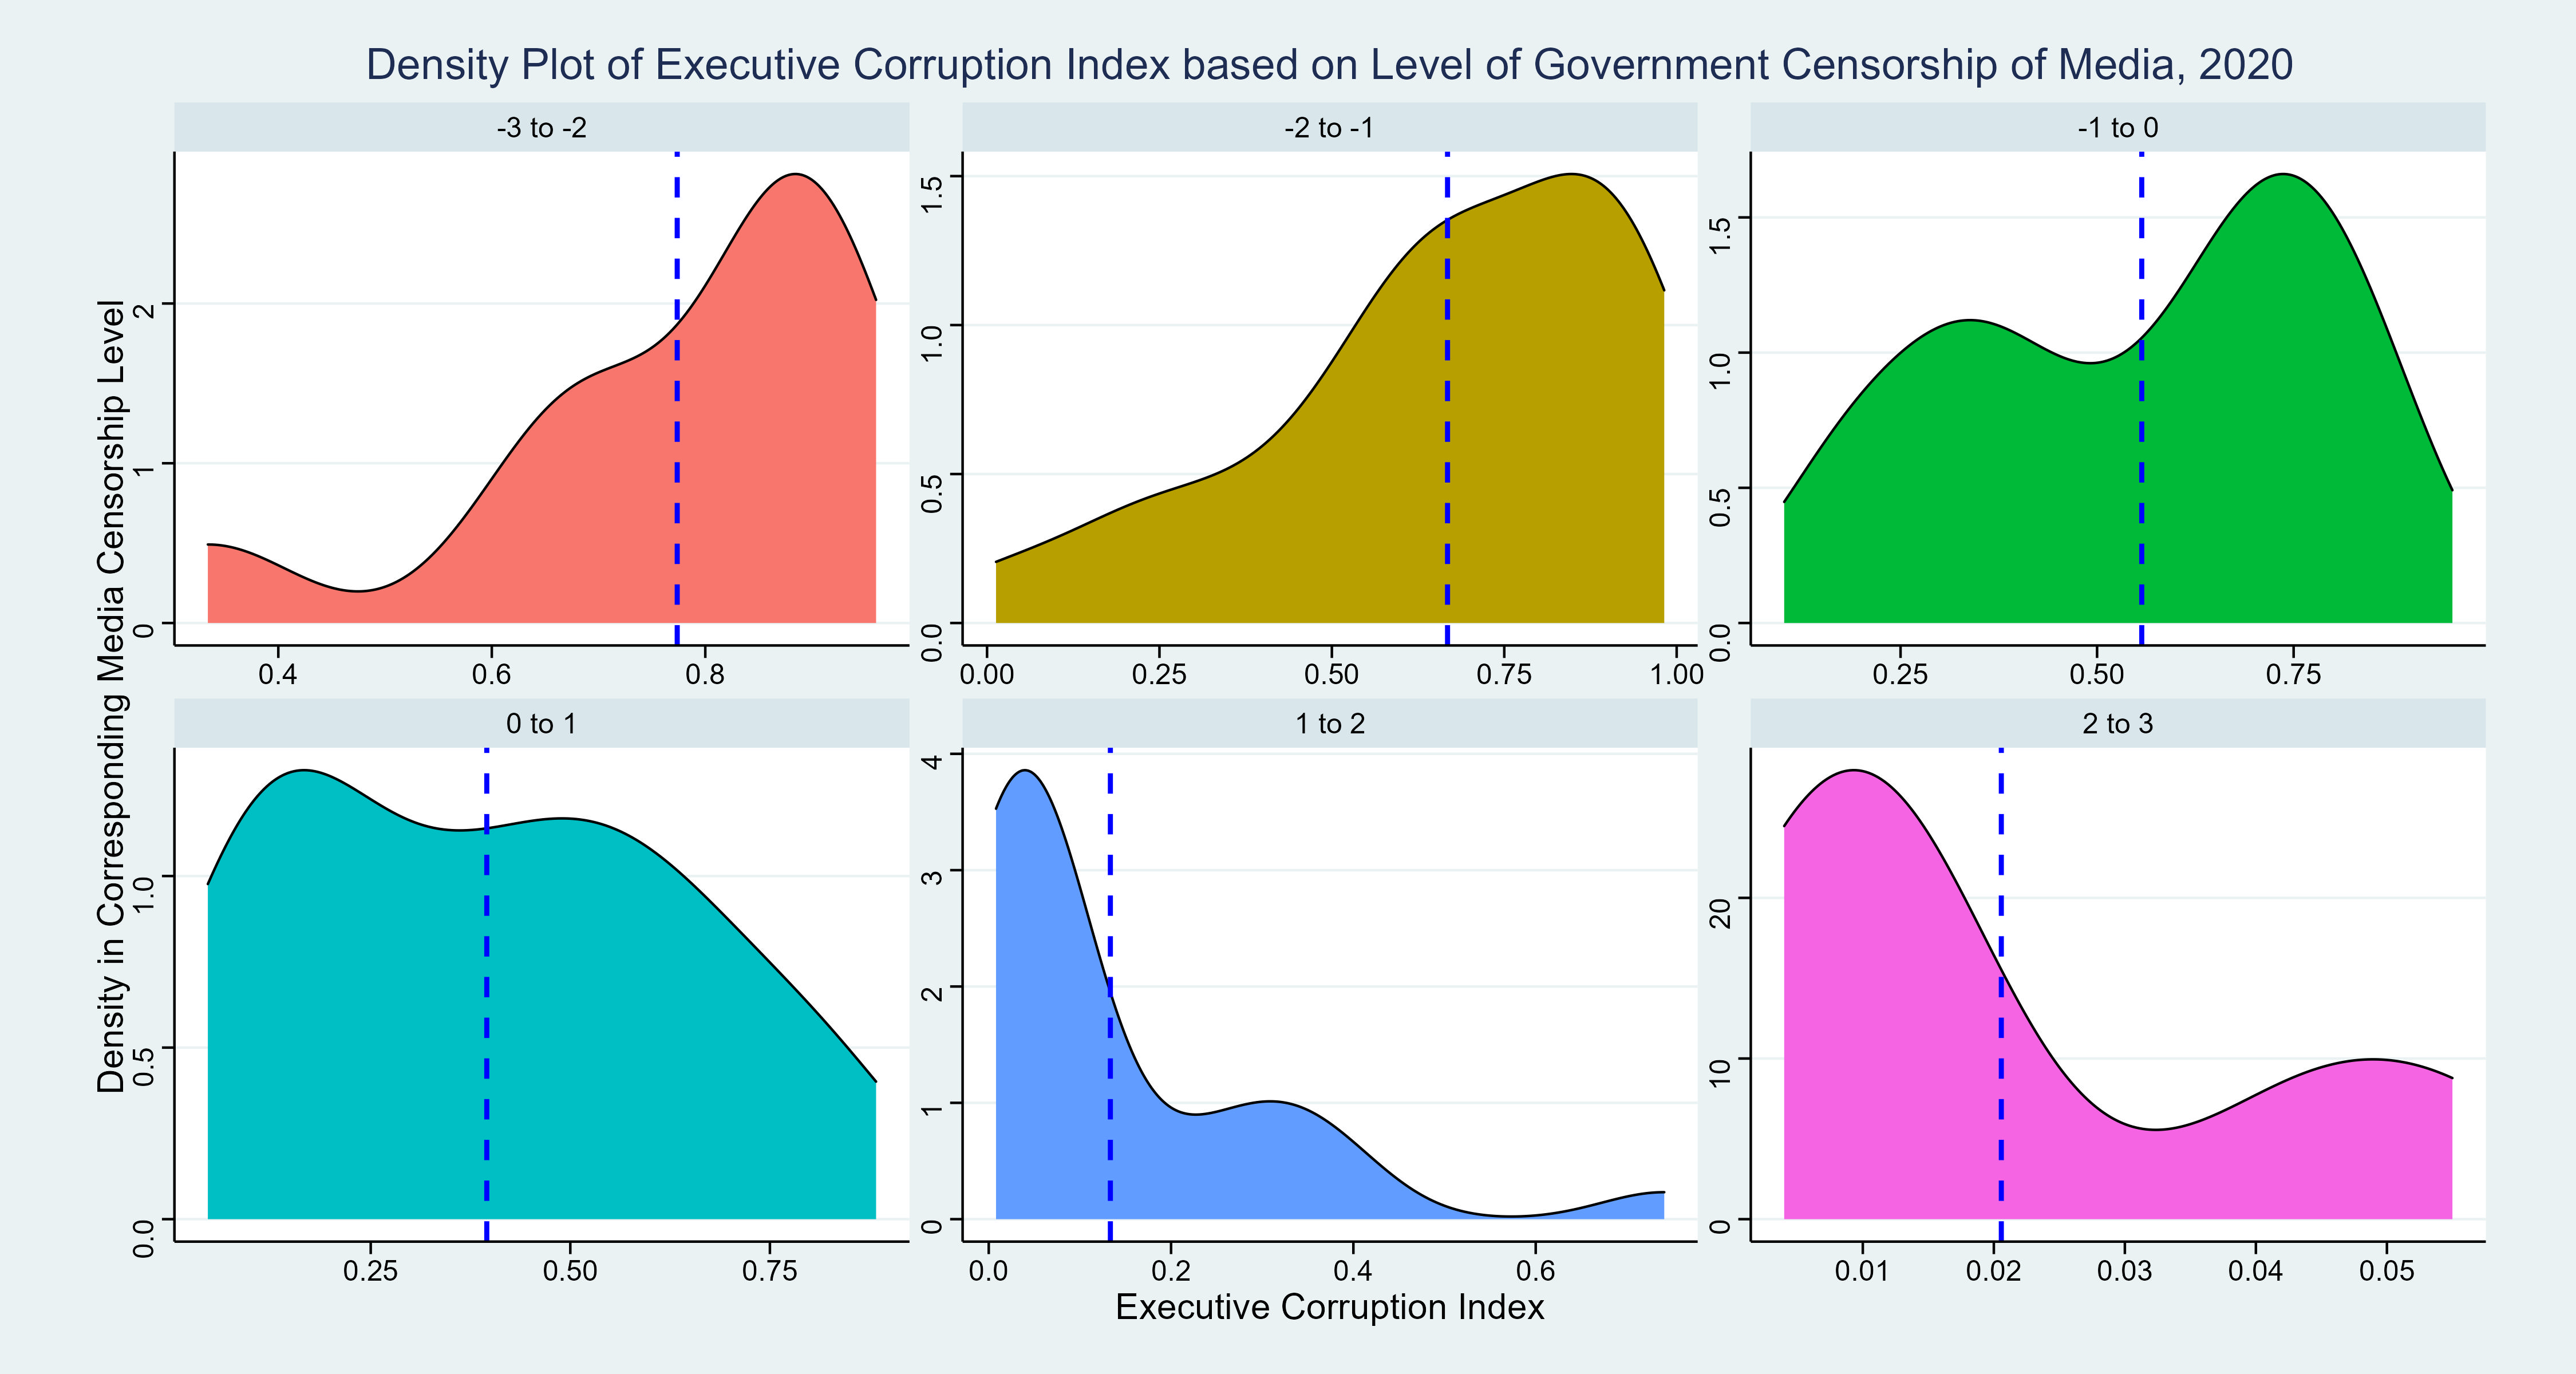 Density Plot of Executive Corruption Index based on Level of Government Censorship of Media, 2020
Density in Corresponding Media Censorship Level
-3 to -2
2
1
0
0.4 0.6 0.8
-2 to -1
1.5
1.0
0.5
0.0
0.00 0.25 0.50 0.75 1.00
-1 to 0
1.5
1.0
0.5
0.0
0.25 0.50 0.75
0 to 1
1.0
0.5
0.0
0.25 0.50 0.75
1 to 2
4
3
2
1
0
0.0 0.2 0.4 0.6
2 to 3
20
10
0
0.01 0.02 0.03 0.04 0.05
Executive Corruption Index